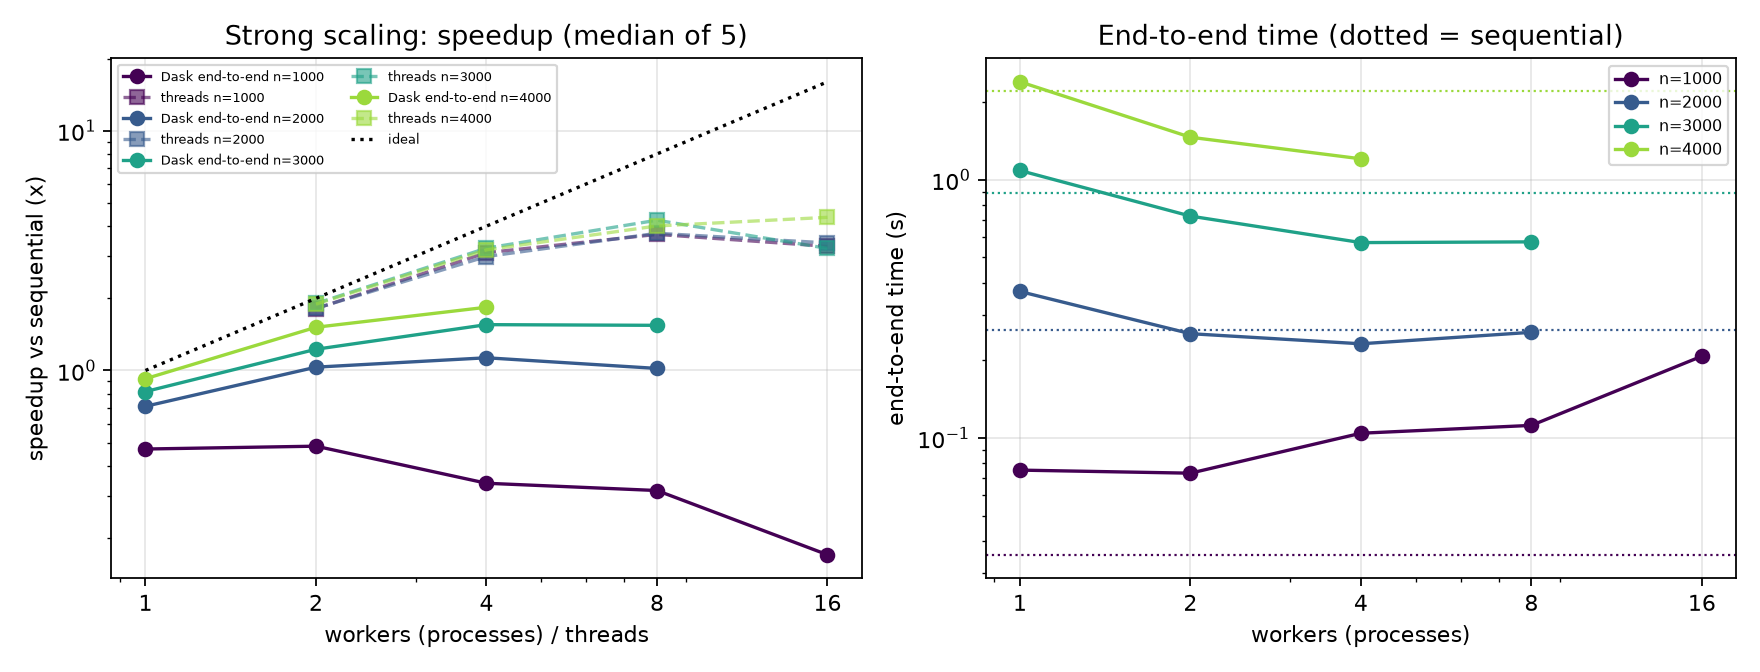 Strong scaling: speedup (median of 5)
Dask end-to-end n=1000
threads n=1000
Dask end-to-end n=2000
threads n=2000
Dask end-to-end n=3000
threads n=3000
Dask end-to-end n=4000
threads n=4000
ideal
10¹
10⁰
speedup vs sequential (x)
1 2 4 8 16
workers (processes) / threads
End-to-end time (dotted = sequential)
n=1000
n=2000
n=3000
n=4000
10⁰
10⁻¹
end-to-end time (s)
1 2 4 8 16
workers (processes)